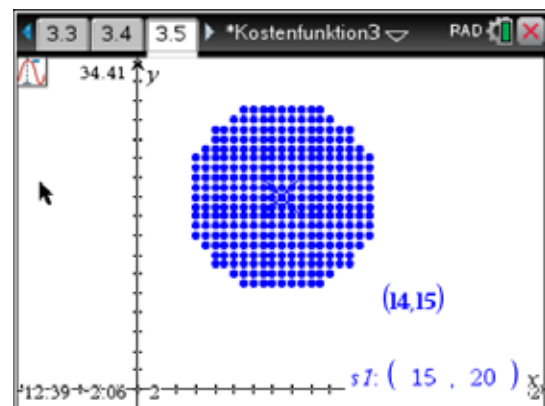 3.3 3.4 3.5 *Kostenfunktion3 RAD
34.41 y
(14,15)
s1: ( 15 , 20 ) x
-12.39 -2.06 2